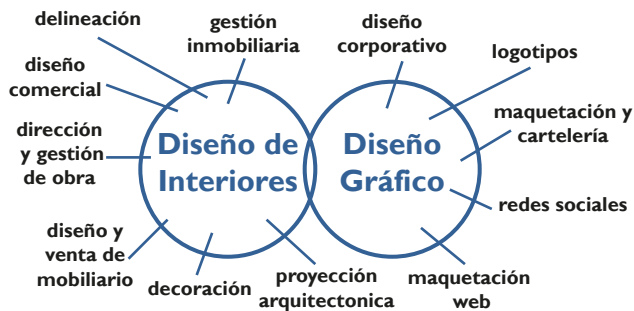 delineación
gestión
inmobiliaria
diseño
corporativo
logotipos
diseño
comercial
maquetación y
cartelería
dirección
y gestión
de obra
Diseño de
Interiores
Diseño
Gráfico
redes sociales
diseño y
venta de
mobiliario
decoración
proyección
arquitectonica
maquetación
web